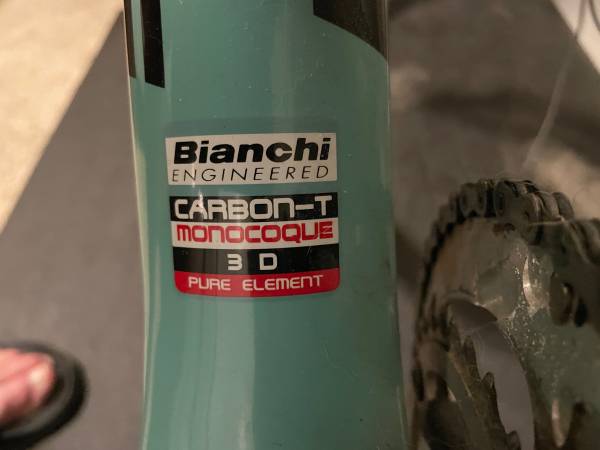 Bianchi
ENGINEERED
CARBON-T
MONOCOQUE
3 D
PURE ELEMENT